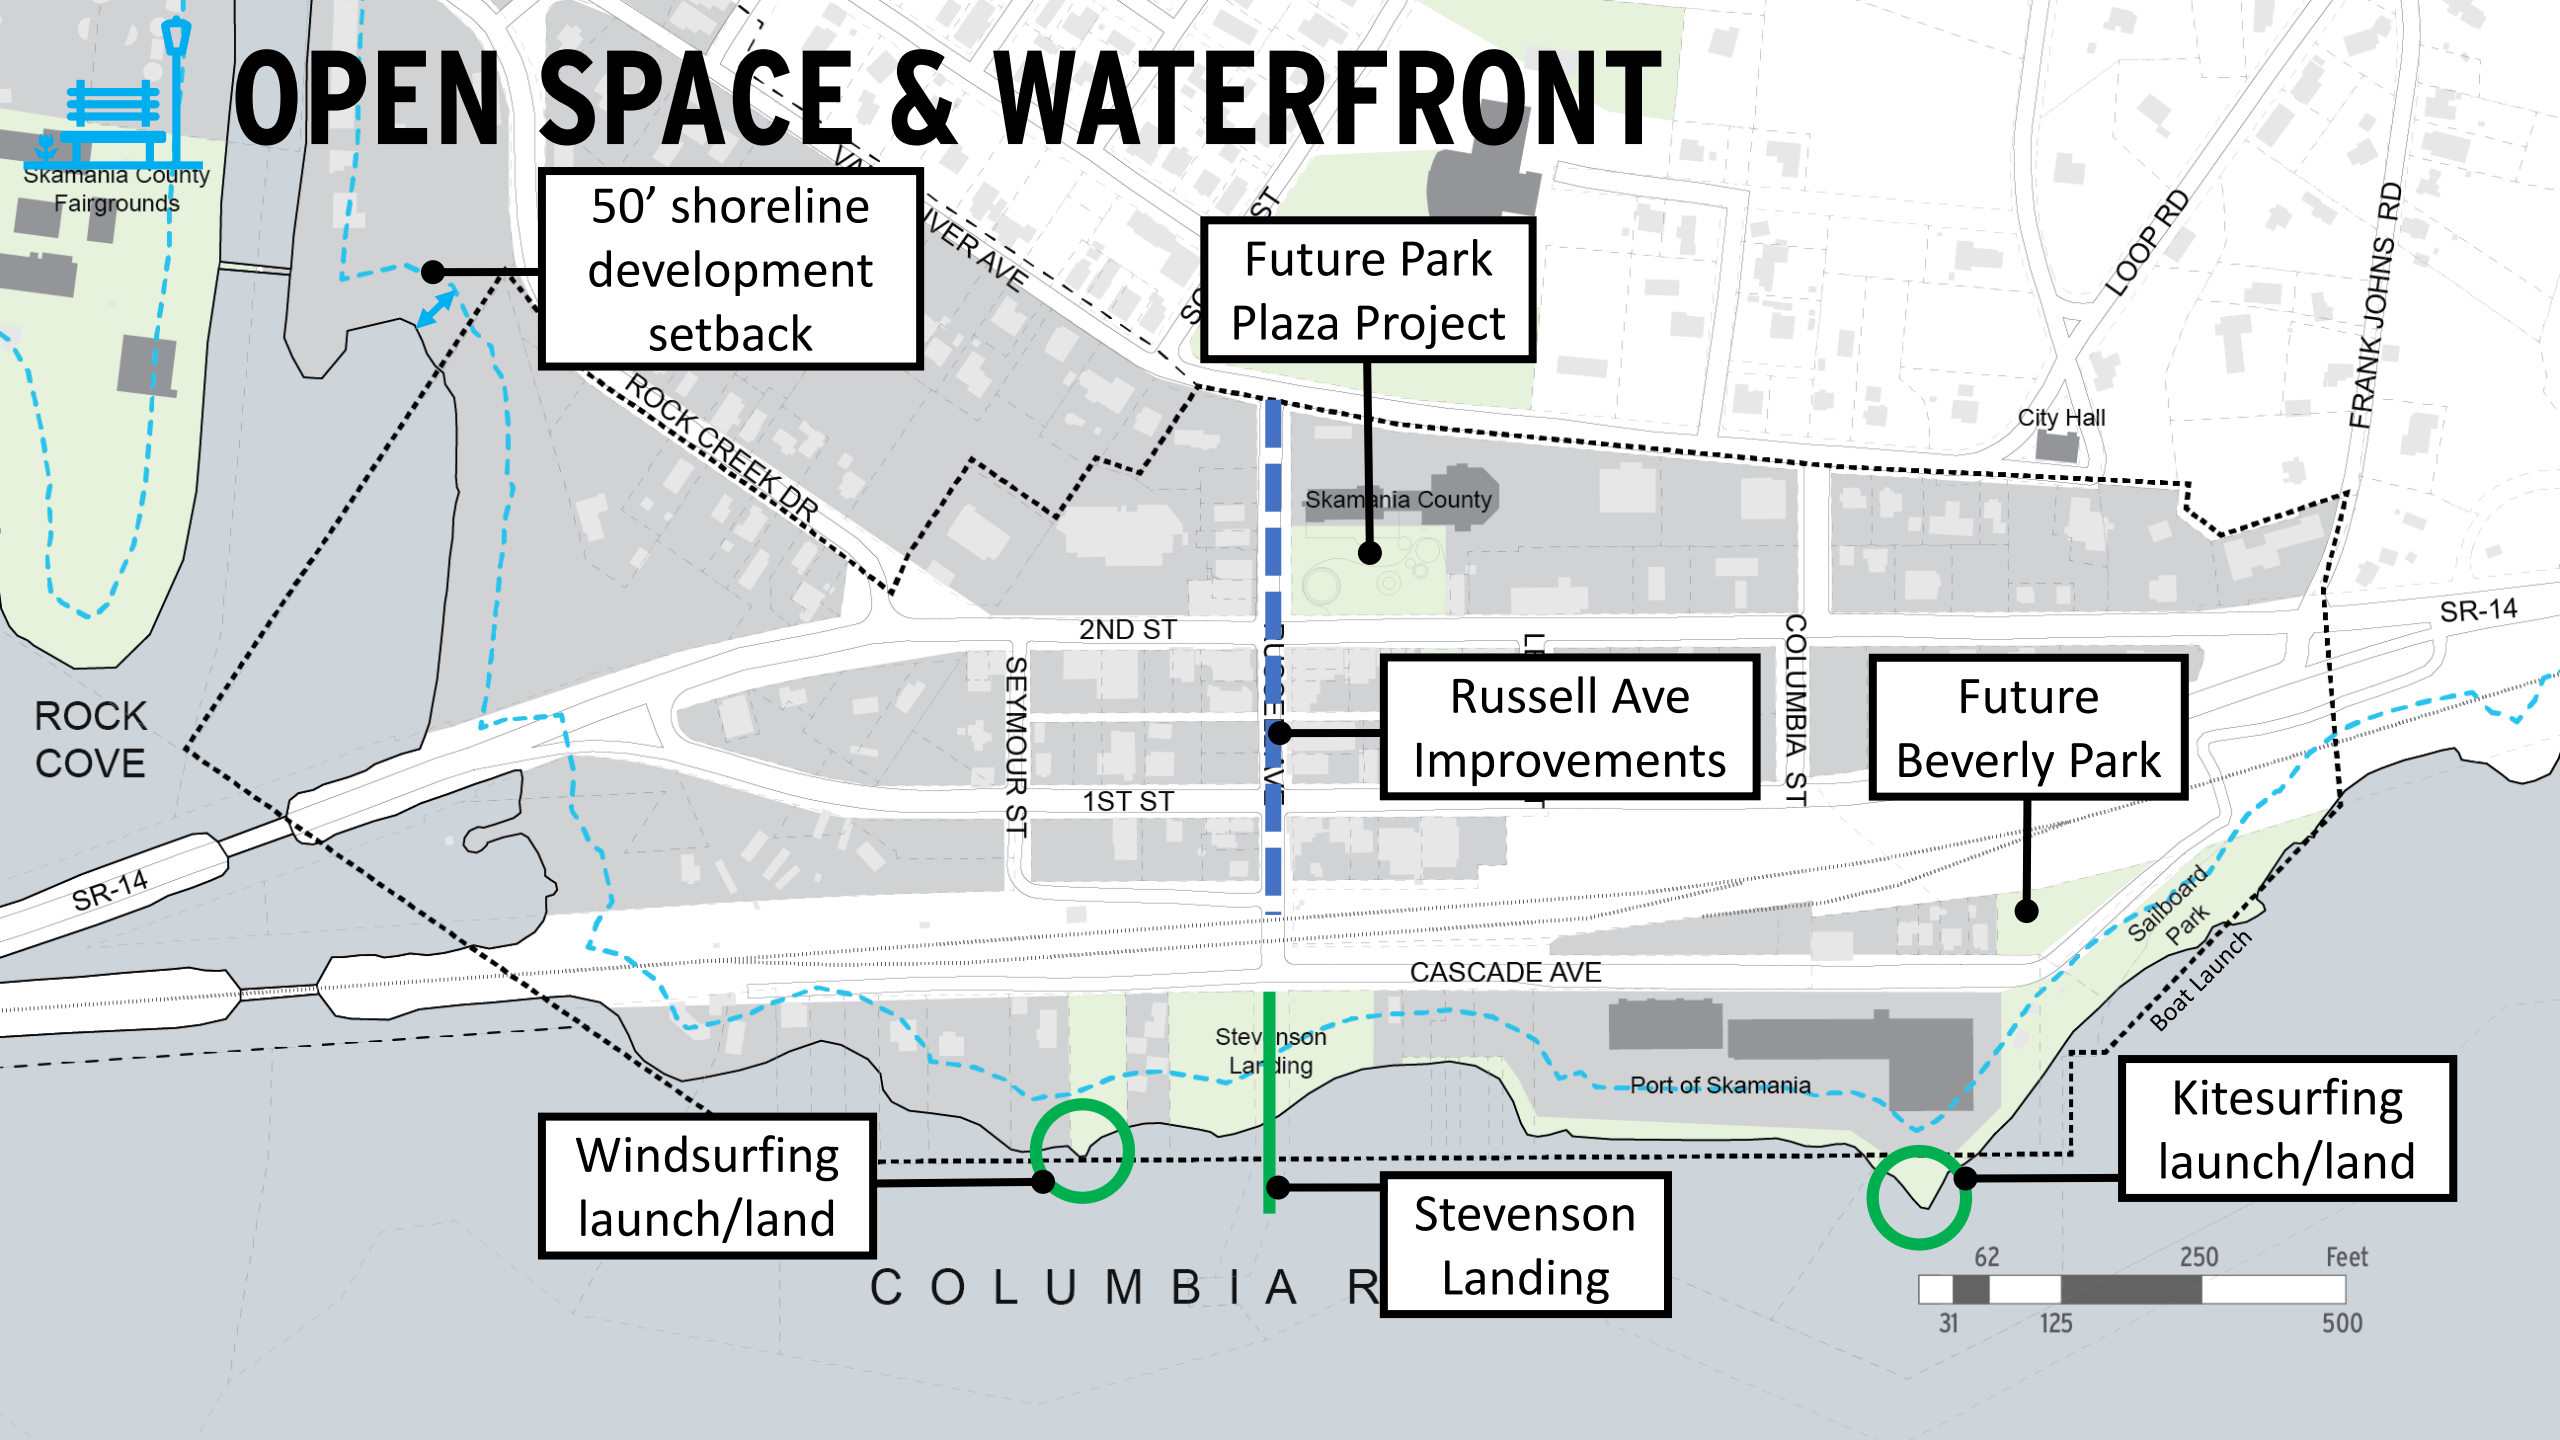 OPEN SPACE & WATERFRONT
Skamania County
Fairgrounds
50’ shoreline
development
setback
Future Park
Plaza Project
LOOP RD
FRANK JOHNS RD
City Hall
ROCK CREEK DR
Skamania County
SR-14
2ND ST
COLUMBIA ST
SEYMOUR ST
Russell Ave
Improvements
Future
Beverly Park
ROCK
COVE
1ST ST
SR-14
Sailboard
Park
Boat Launch
CASCADE AVE
Stevenson
Landing
Port of Skamania
Windsurfing
launch/land
Kitesurfing
launch/land
Stevenson
Landing
COLUMBIA R
62 250 Feet
31 125 500